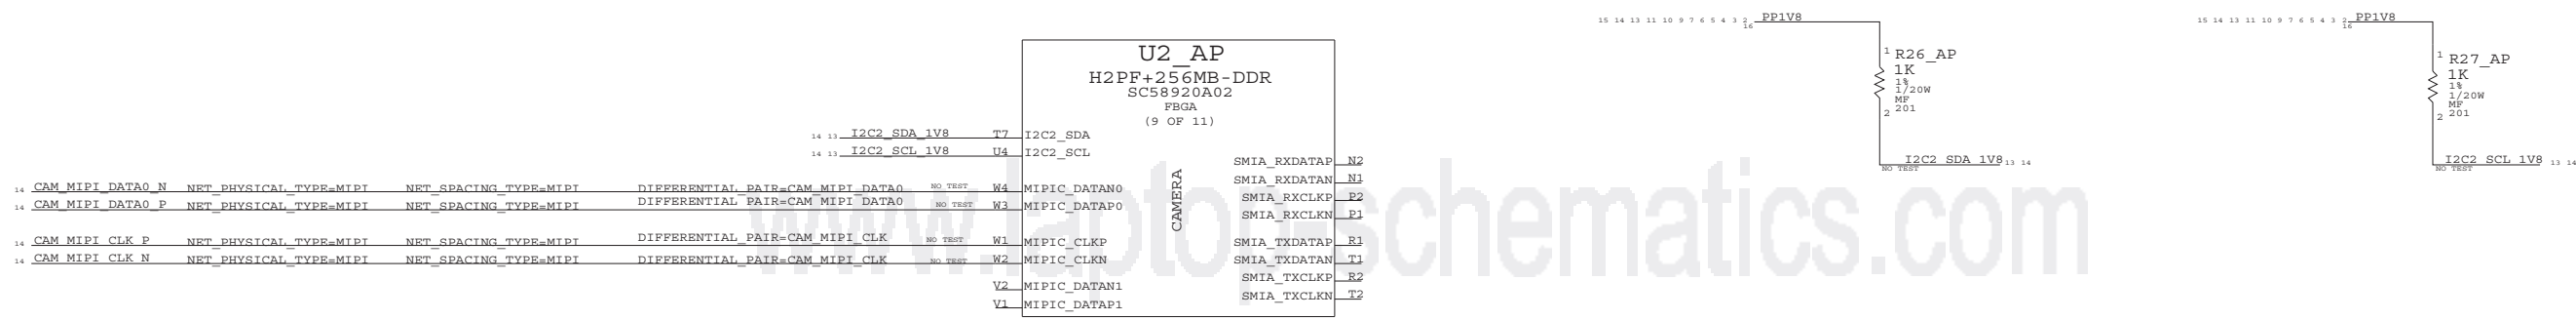 15 14 13 11 10 9 7 6 5 4 3 2 PP1V8
16
1 R26_AP
1K
1%
1/20W
MF
201
2
I2C2_SDA_1V8 13 14
NO TEST
15 14 13 11 10 9 7 6 5 4 3 2 PP1V8
16
1 R27_AP
1K
1%
1/20W
MF
201
2
I2C2_SCL_1V8 13 14
NO TEST
U2_AP
H2PF+256MB-DDR
SC58920A02
FBGA
(9 OF 11)
14 13 I2C2_SDA_1V8 T7 I2C2_SDA
14 13 I2C2_SCL_1V8 U4 I2C2_SCL
14 CAM_MIPI_DATA0_N NET_PHYSICAL_TYPE=MIPI NET_SPACING_TYPE=MIPI DIFFERENTIAL_PAIR=CAM_MIPI_DATA0 NO TEST W4 MIPIC_DATAN0
14 CAM_MIPI_DATA0_P NET_PHYSICAL_TYPE=MIPI NET_SPACING_TYPE=MIPI DIFFERENTIAL_PAIR=CAM_MIPI_DATA0 NO TEST W3 MIPIC_DATAP0
14 CAM_MIPI_CLK_P NET_PHYSICAL_TYPE=MIPI NET_SPACING_TYPE=MIPI DIFFERENTIAL_PAIR=CAM_MIPI_CLK NO TEST W1 MIPIC_CLKP
14 CAM_MIPI_CLK_N NET_PHYSICAL_TYPE=MIPI NET_SPACING_TYPE=MIPI DIFFERENTIAL_PAIR=CAM_MIPI_CLK NO TEST W2 MIPIC_CLKN
V2 MIPIC_DATAN1
V1 MIPIC_DATAP1
CAMERA
SMIA_RXDATAP N2
SMIA_RXDATAN N1
SMIA_RXCLKP P2
SMIA_RXCLKN P1
SMIA_TXDATAP R1
SMIA_TXDATAN T1
SMIA_TXCLKP R2
SMIA_TXCLKN T2
www.laptop-schematics.com